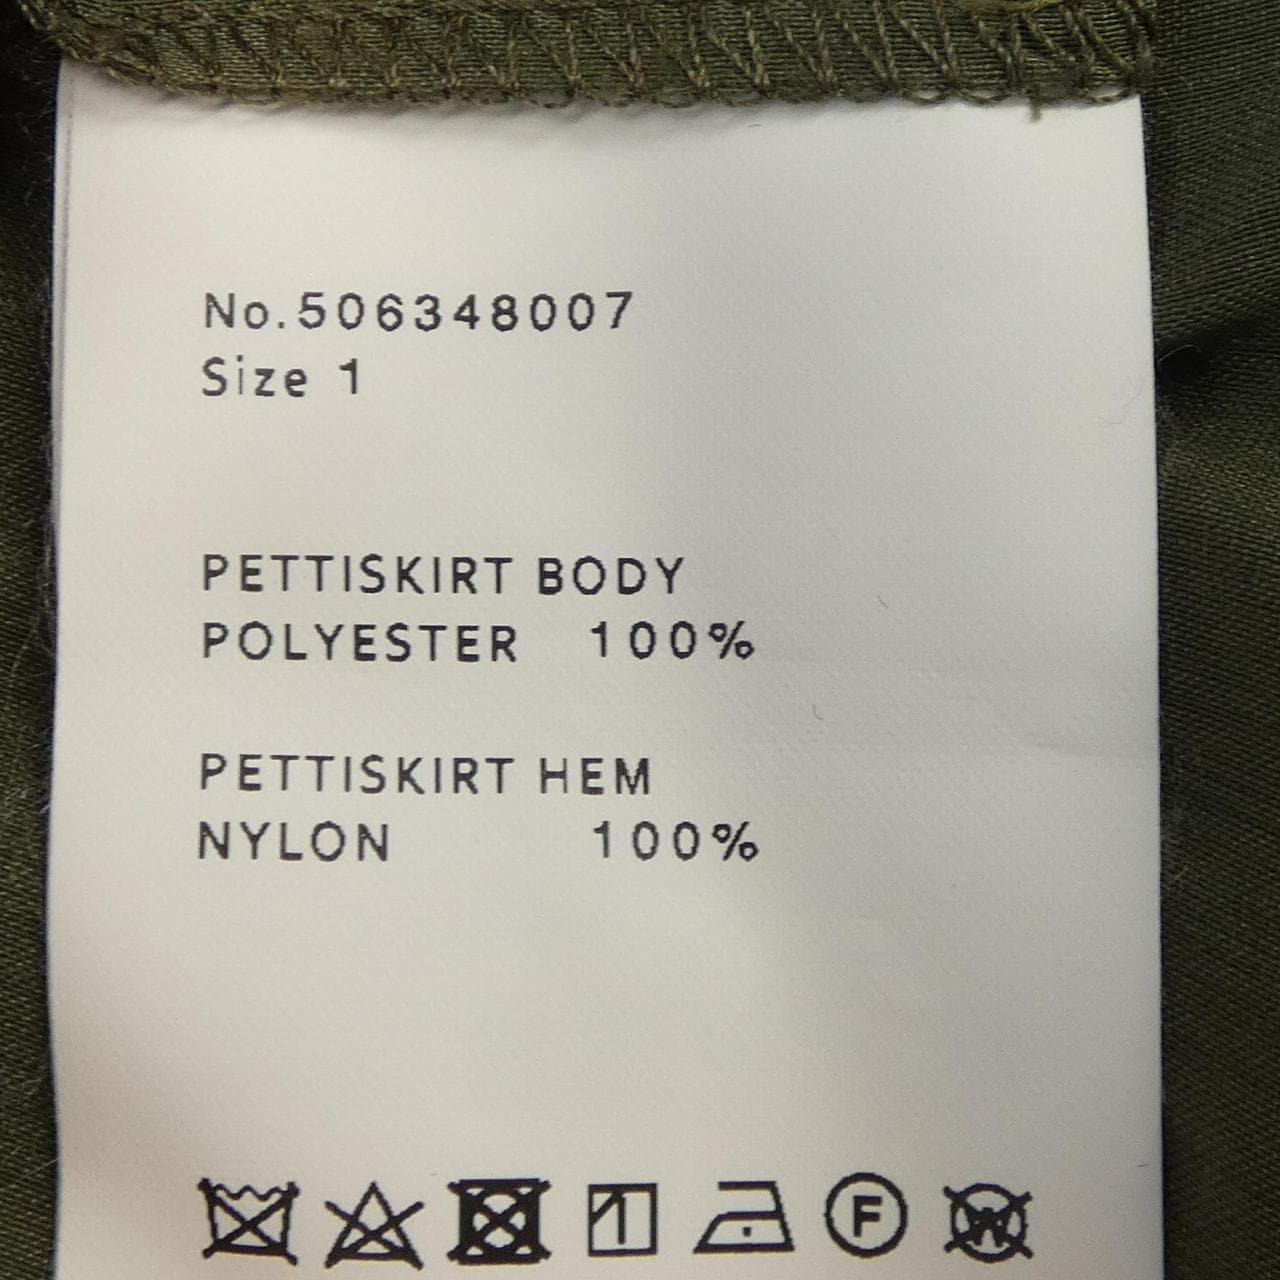 No.506348007
Size 1
PETTISKIRT BODY
POLYESTER 100%
PETTISKIRT HEM
NYLON 100%
F W